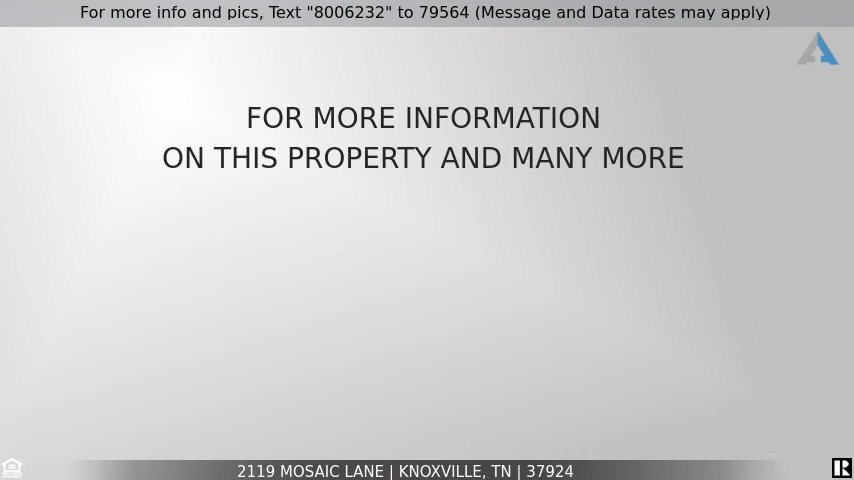 For more info and pics, Text "8006232" to 79564 (Message and Data rates may apply)
FOR MORE INFORMATION
ON THIS PROPERTY AND MANY MORE
2119 MOSAIC LANE | KNOXVILLE, TN | 37924